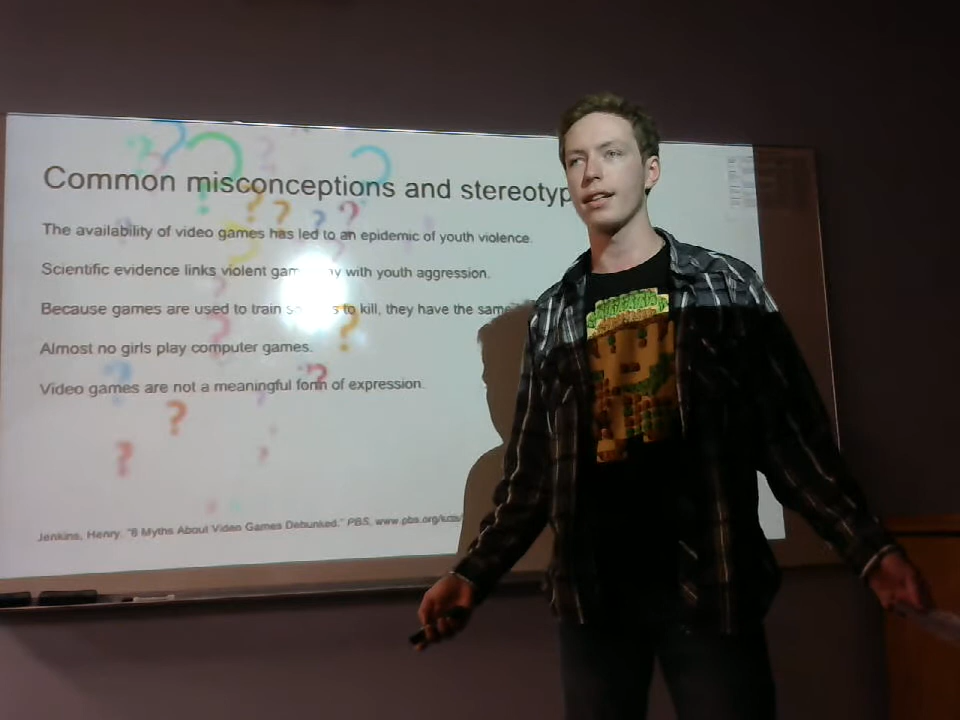 Common misconceptions and stereotyp
The availability of video games has led to an epidemic of youth violence.
Scientific evidence links violent gam y with youth aggression.
Because games are used to train s s to kill, they have the same
Almost no girls play computer games.
Video games are not a meaningful form of expression.
Jenkins, Henry. "8 Myths About Video Games Debunked." PBS, www.pbs.org/kcts/